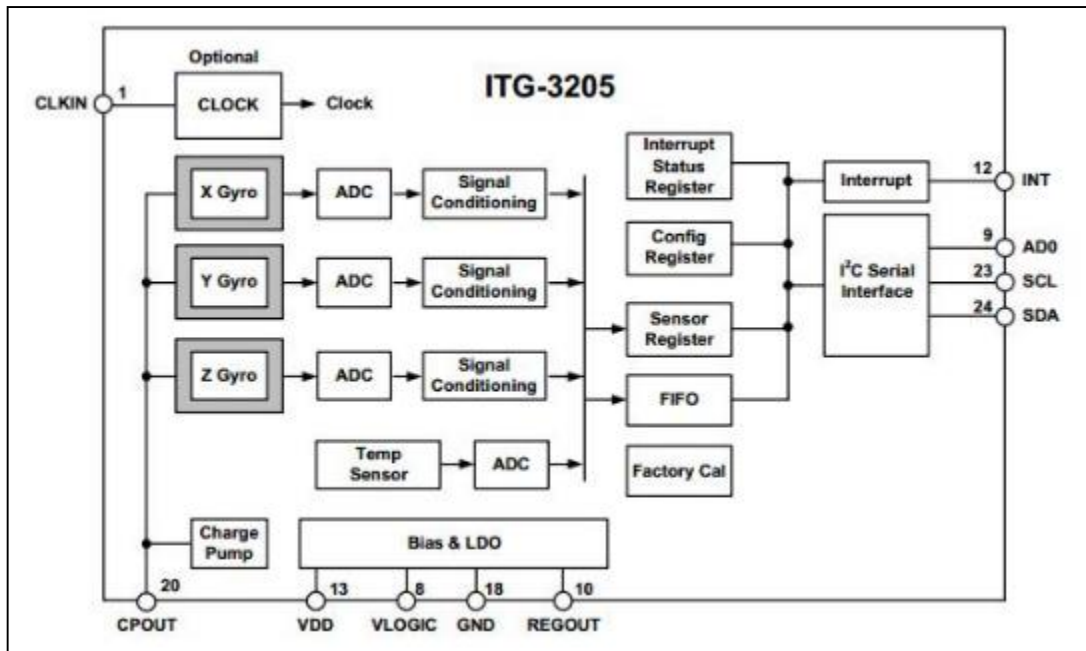 Optional
ITG-3205
CLKIN
1
CLOCK
Clock
Interrupt
Status
Register
12
INT
Interrupt
X Gyro
ADC
Signal
Conditioning
Config
Register
9
AD0
I²C Serial
Interface
23
SCL
24
SDA
Y Gyro
ADC
Signal
Conditioning
Sensor
Register
Z Gyro
ADC
Signal
Conditioning
FIFO
Temp
Sensor
ADC
Factory Cal
Charge
Pump
Bias & LDO
20
13
8
18
10
CPOUT
VDD
VLOGIC
GND
REGOUT